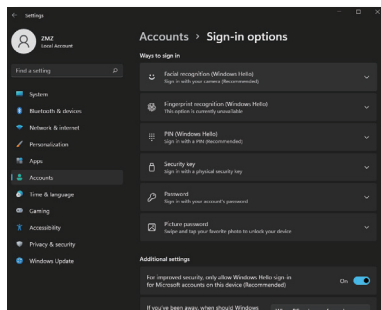 Settings
ZMZ
Local Account
Find a setting
System
Bluetooth & devices
Network & internet
Personalization
Apps
Accounts
Time & language
Gaming
Accessibility
Privacy & security
Windows Update
Accounts > Sign-in options
Ways to sign in
Facial recognition (Windows Hello)
Sign in with your camera (Recommended)
Fingerprint recognition (Windows Hello)
This option is currently unavailable
PIN (Windows Hello)
Sign in with a PIN (Recommended)
Security key
Sign in with a physical security key
Password
Sign in with your account's password
Picture password
Swipe and tap your favorite photo to unlock your device
Additional settings
For improved security, only allow Windows Hello sign-in
for Microsoft accounts on this device (Recommended)
On
If you've been away, when should Windows